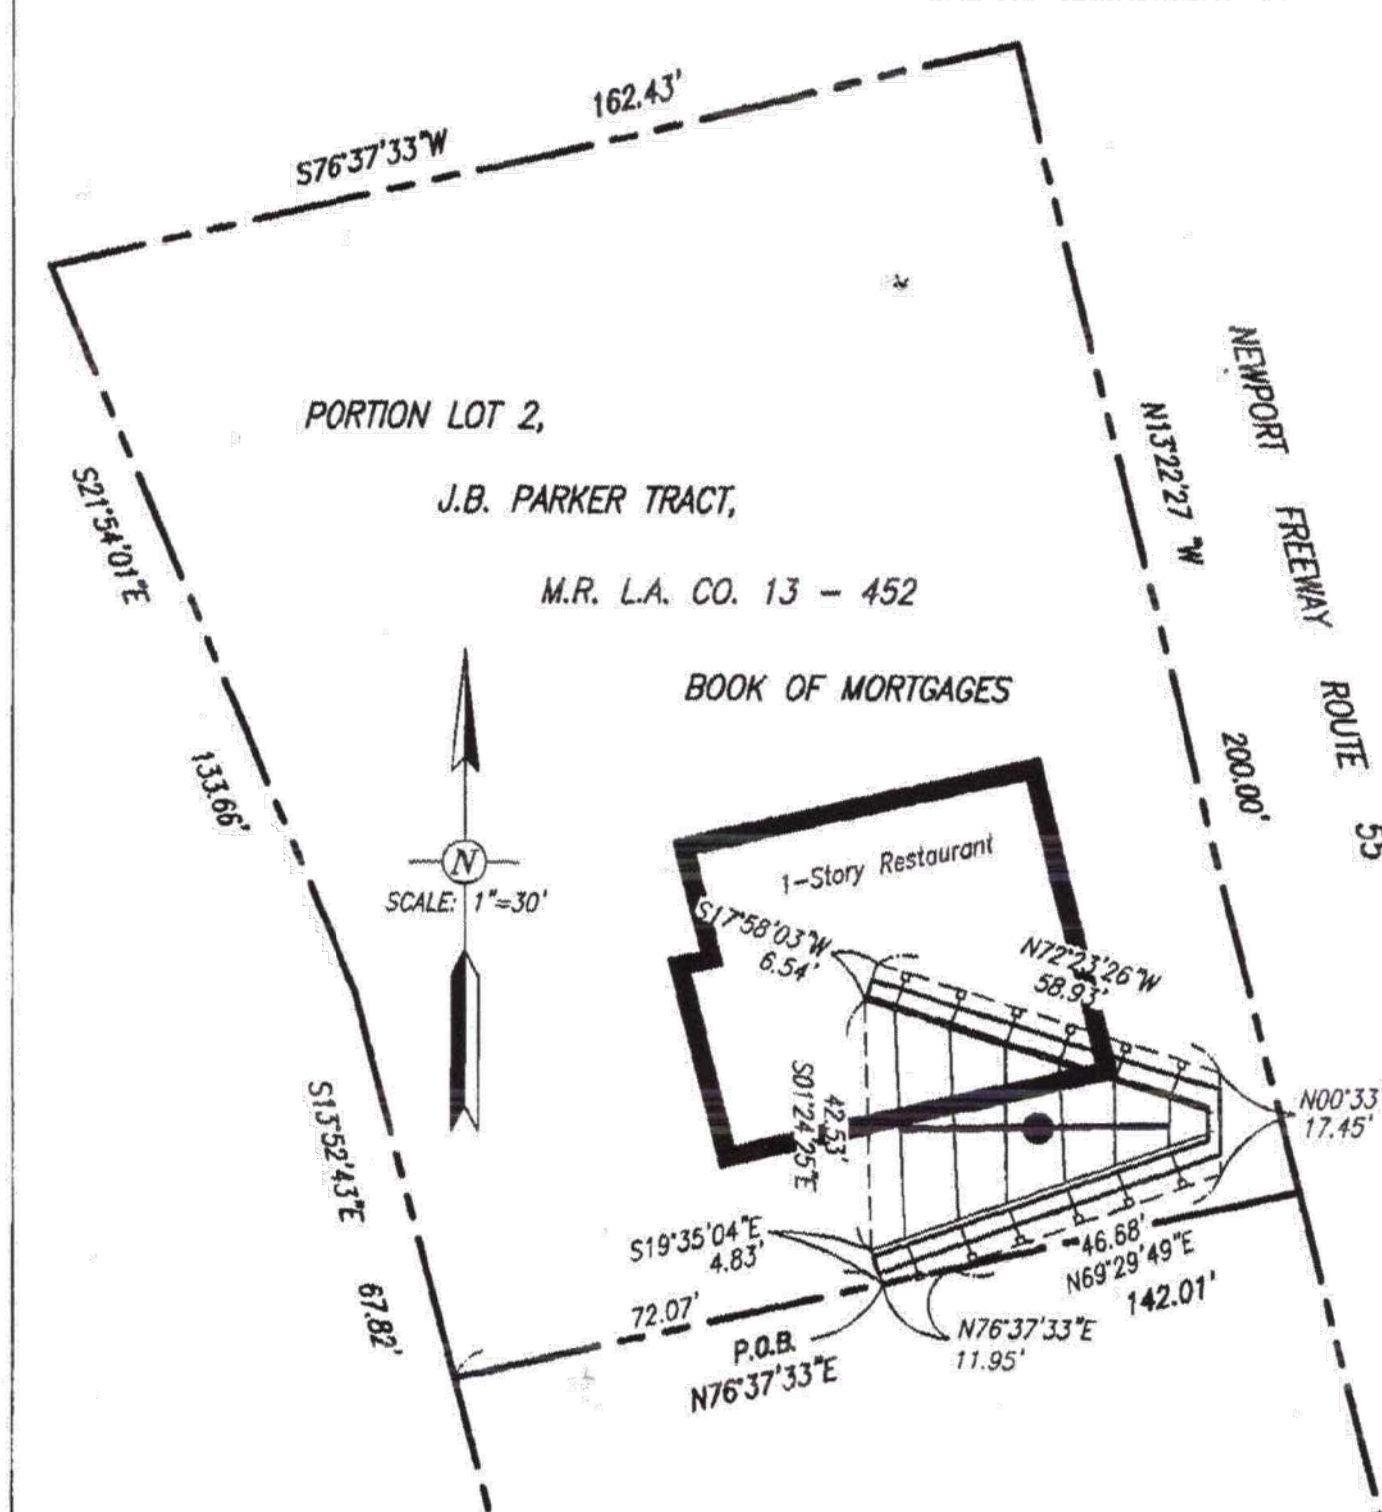 162.43'
S76°37'33"W
NEWPORT FREEWAY ROUTE 55
PORTION LOT 2,
J.B. PARKER TRACT,
M.R. L.A. CO. 13 - 452
BOOK OF MORTGAGES
N13°22'27"W
200.00'
S21°54'01"E
133.66'
N
SCALE: 1"=30'
1-Story Restaurant
S17°58'03"W
6.54'
N72°23'26"W
58.93'
S01°24'25"E
42.53'
N00°33
17.45'
S13°52'43"E
67.82'
S19°35'04"E
4.83'
46.68'
N69°29'49"E
142.01'
72.07'
P.O.B.
N76°37'33"E
N76°37'33"E
11.95'